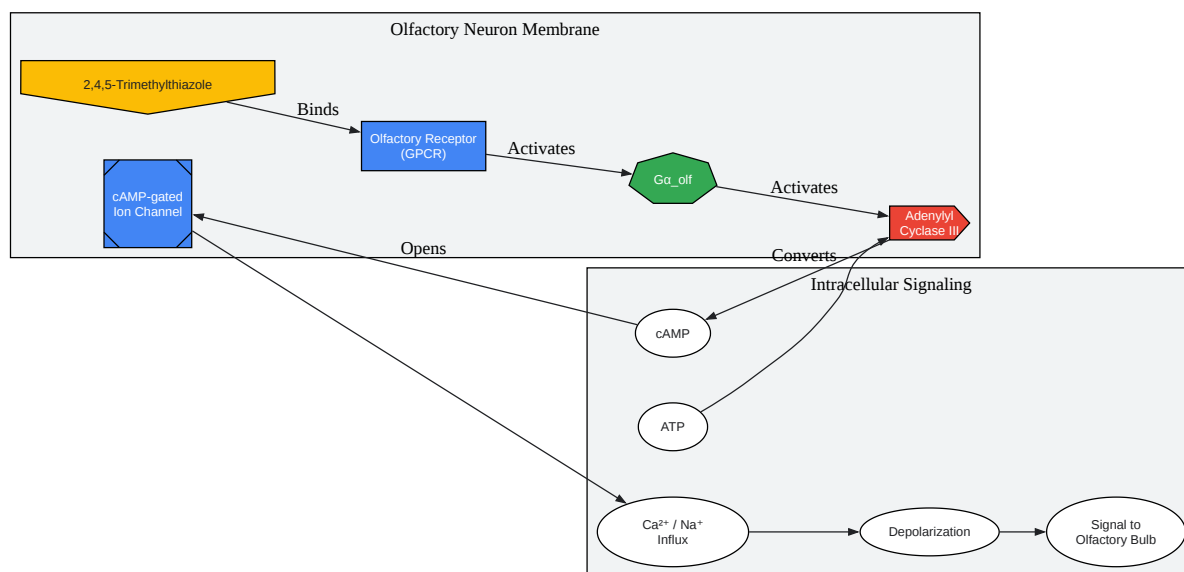 Olfactory Neuron Membrane
2,4,5-Trimethylthiazole
Binds
Olfactory Receptor
(GPCR)
Activates
Gα_olf
Activates
Adenylyl
Cyclase III
cAMP-gated
Ion Channel
Opens
Converts
Intracellular Signaling
cAMP
ATP
Ca²⁺ / Na⁺
Influx
Depolarization
Signal to
Olfactory Bulb